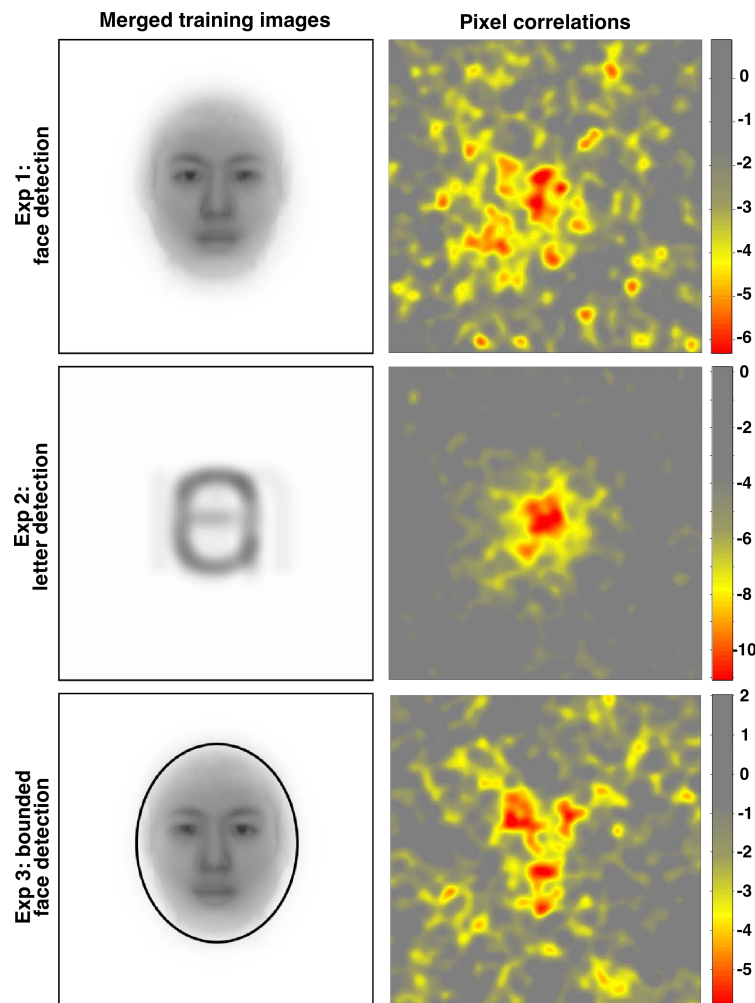 Merged training images
Pixel correlations
Exp 1:
face detection
0
-1
-2
-3
-4
-5
-6
Exp 2:
letter detection
0
-2
-4
-6
-8
-10
Exp 3: bounded
face detection
2
1
0
-1
-2
-3
-4
-5